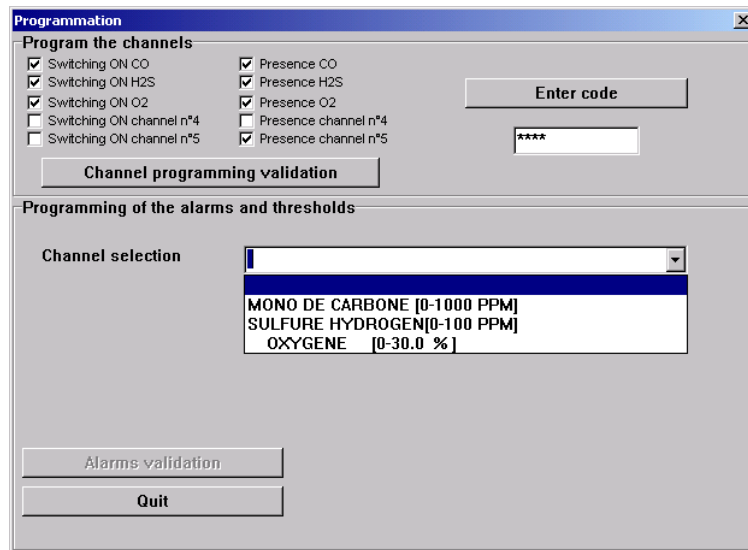 Programmation
Program the channels
Switching ON CO
Presence CO
Switching ON H2S
Presence H2S
Enter code
Switching ON O2
Presence O2
Switching ON channel n°4
Presence channel n°4
Switching ON channel n°5
Presence channel n°5
****
Channel programming validation
Programming of the alarms and thresholds
Channel selection
MONO DE CARBONE [0-1000 PPM]
SULFURE HYDROGEN[0-100 PPM]
OXYGENE [0-30.0 %]
Alarms validation
Quit